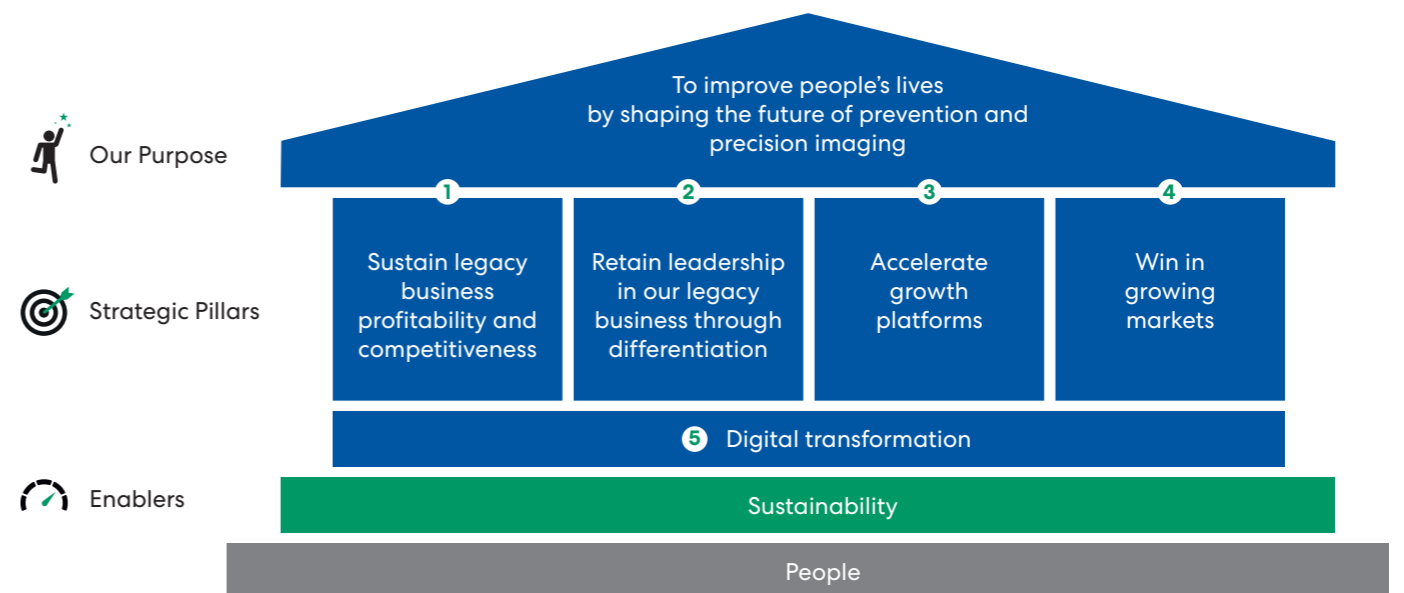 To improve people's lives
by shaping the future of prevention and
precision imaging
Our Purpose
1
2
3
4
Strategic Pillars
Sustain legacy
business
profitability and
competitiveness
Retain leadership
in our legacy
business through
differentiation
Accelerate
growth
platforms
Win in
growing
markets
5 Digital transformation
Enablers
Sustainability
People